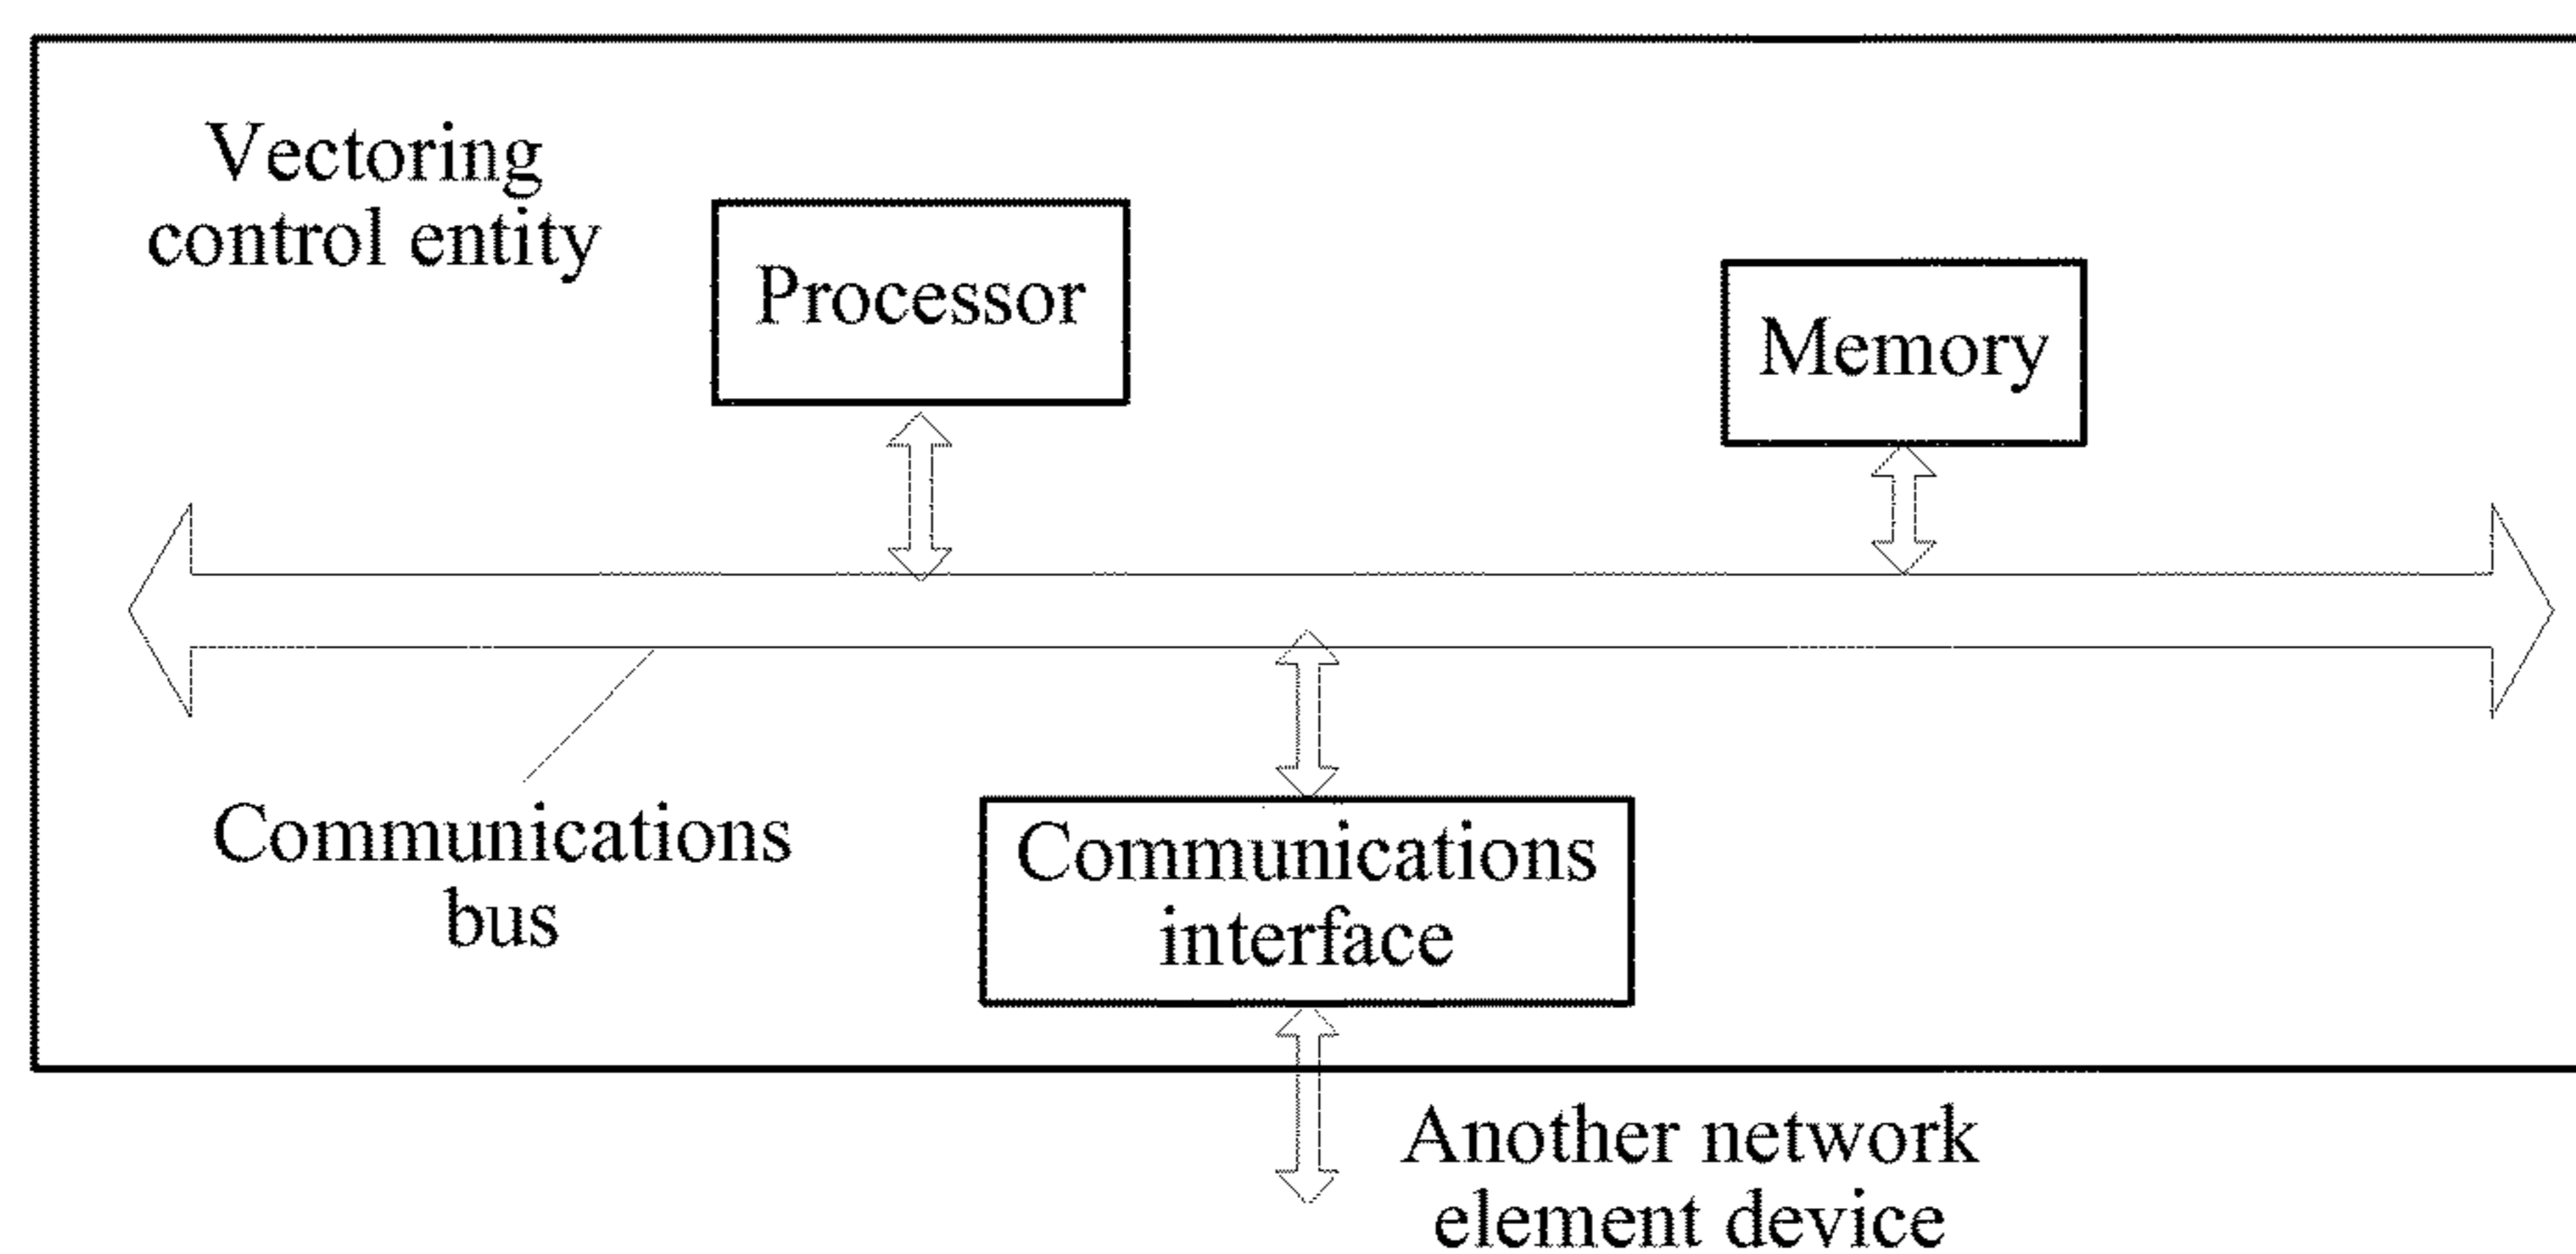 Vectoring
control entity
Processor
Memory
Communications
bus
Communications
interface
Another network
element device